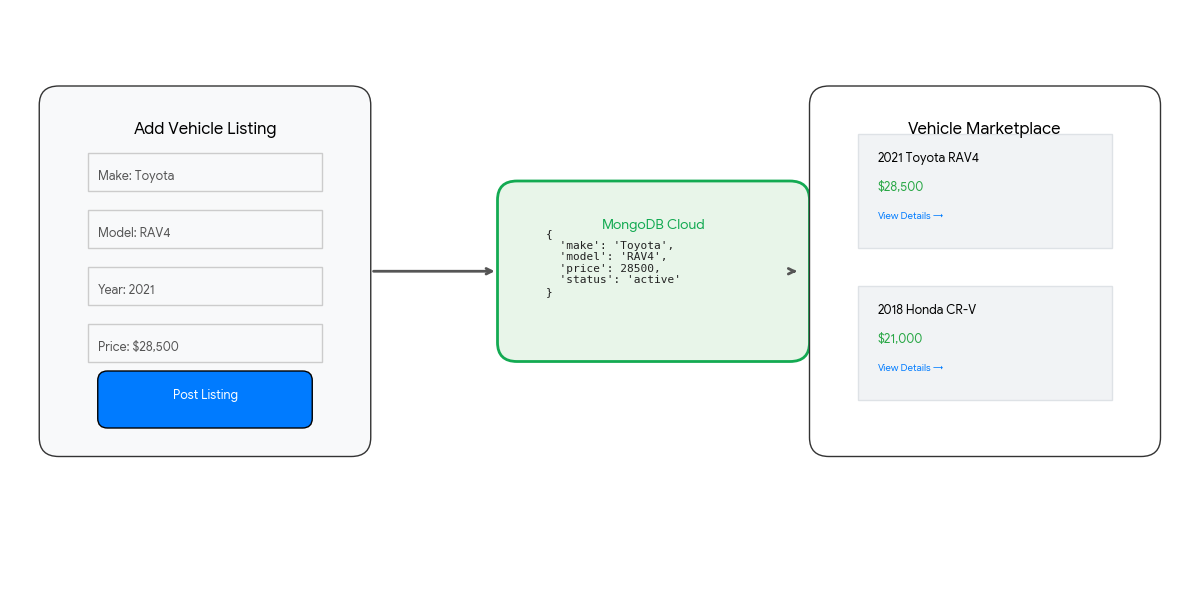 Add Vehicle Listing
Make: Toyota
Model: RAV4
Year: 2021
Price: $28,500
Post Listing
MongoDB Cloud
{
  'make': 'Toyota',
  'model': 'RAV4',
  'price': 28500,
  'status': 'active'
}
Vehicle Marketplace
2021 Toyota RAV4
$28,500
View Details →
2018 Honda CR-V
$21,000
View Details →